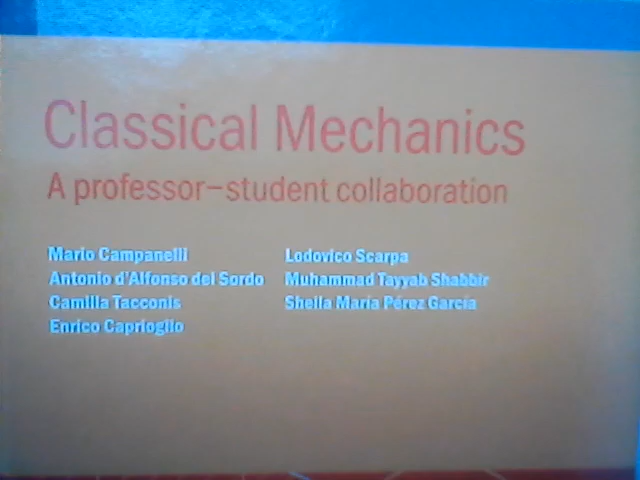 Classical Mechanics
A professor–student collaboration
Mario Campanelli
Antonio d'Alfonso del Sordo
Camilla Tacconis
Enrico Caprioglio
Lodovico Scarpa
Muhammad Tayyab Shabbir
Sheila María Pérez García